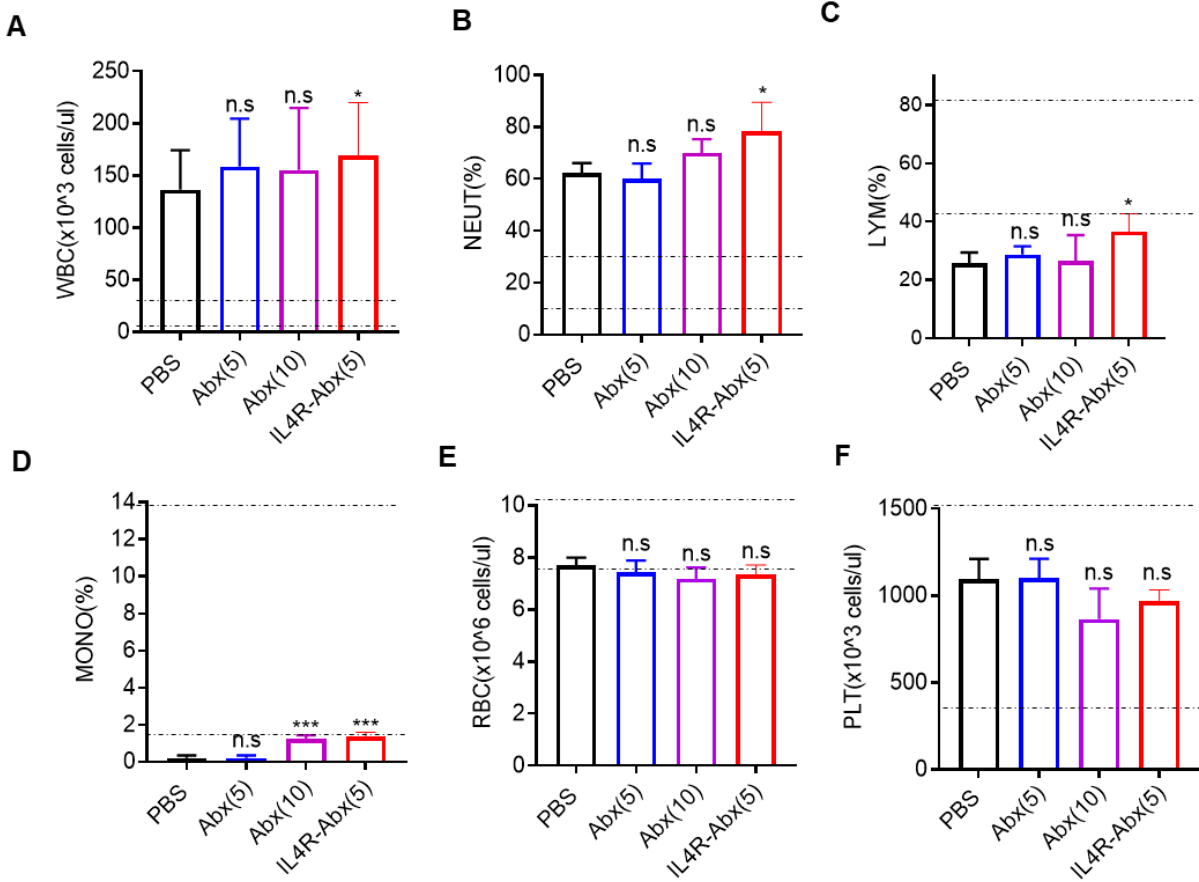 A
WBC(x10^3 cells/ul)
250
200
150
100
50
0
n.s
n.s
*
PBS
Abx(5)
Abx(10)
IL4R-Abx(5)
B
NEUT(%)
100
80
60
40
20
0
n.s
n.s
*
PBS
Abx(5)
Abx(10)
IL4R-Abx(5)
C
LYM(%)
80
60
40
20
0
n.s
n.s
*
PBS
Abx(5)
Abx(10)
IL4R-Abx(5)
D
MONO(%)
14
12
10
8
6
4
2
0
n.s
***
***
PBS
Abx(5)
Abx(10)
IL4R-Abx(5)
E
RBC(x10^6 cells/ul)
10
8
6
4
2
0
n.s
n.s
n.s
PBS
Abx(5)
Abx(10)
IL4R-Abx(5)
F
PLT(x10^3 cells/ul)
1500
1000
500
0
n.s
n.s
n.s
PBS
Abx(5)
Abx(10)
IL4R-Abx(5)